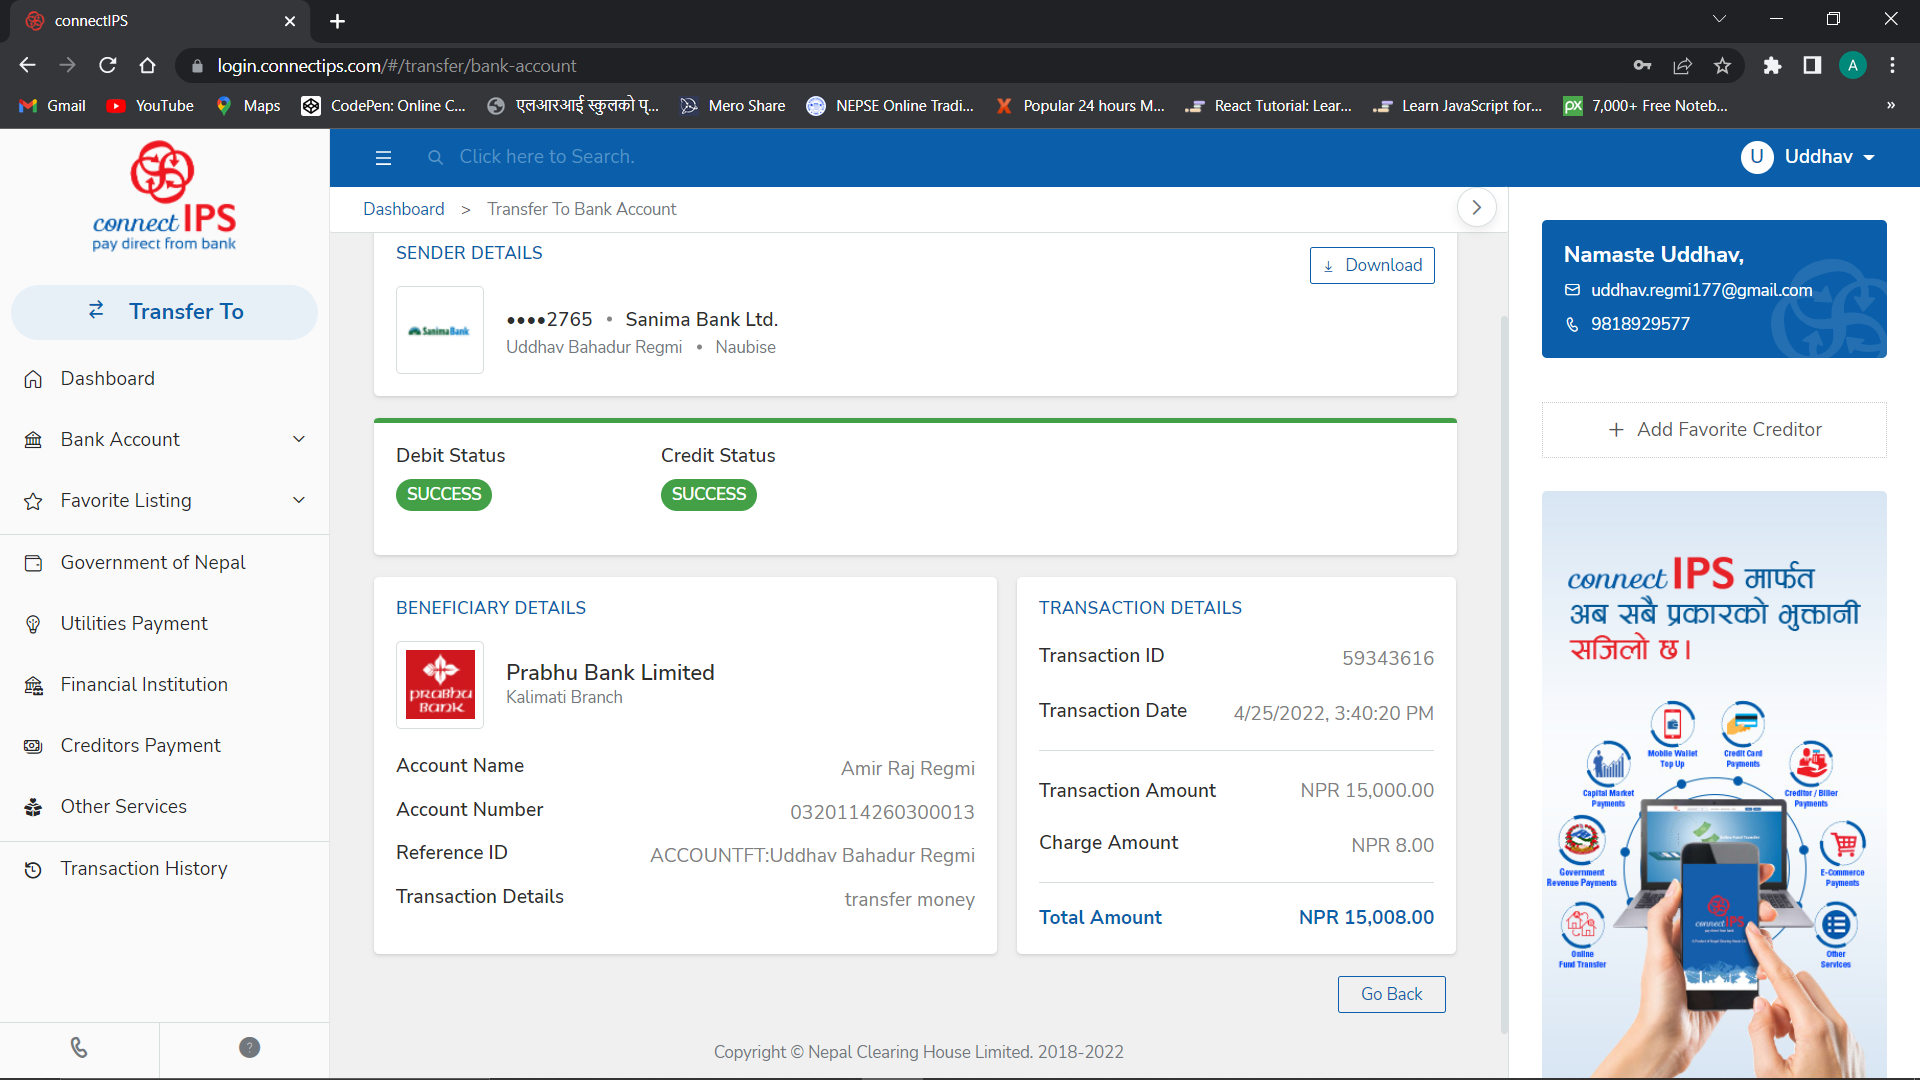 connectIPS
login.connectips.com/#/transfer/bank-account
A
Gmail
YouTube
Maps
CodePen: Online C...
एलआरआई स्कुलको प्...
Mero Share
NEPSE Online Tradi...
Popular 24 hours M...
React Tutorial: Lear...
Learn JavaScript for...
px 7,000+ Free Noteb...
»
connect IPS
pay direct from bank
Click here to Search.
U Uddhav
Dashboard > Transfer To Bank Account
Transfer To
Dashboard
Bank Account
Favorite Listing
Government of Nepal
Utilities Payment
Financial Institution
Creditors Payment
Other Services
Transaction History
SENDER DETAILS
Download
Sanima Bank
••••2765 • Sanima Bank Ltd.
Uddhav Bahadur Regmi • Naubise
Debit Status
SUCCESS
Credit Status
SUCCESS
BENEFICIARY DETAILS
PRABHU
BANK
Prabhu Bank Limited
Kalimati Branch
Account Name Amir Raj Regmi
Account Number 0320114260300013
Reference ID ACCOUNTFT:Uddhav Bahadur Regmi
Transaction Details transfer money
TRANSACTION DETAILS
Transaction ID 59343616
Transaction Date 4/25/2022, 3:40:20 PM
Transaction Amount NPR 15,000.00
Charge Amount NPR 8.00
Total Amount NPR 15,008.00
Go Back
Copyright © Nepal Clearing House Limited. 2018-2022
Namaste Uddhav,
uddhav.regmi177@gmail.com
9818929577
+ Add Favorite Creditor
connect IPS मार्फत
अब सबै प्रकारको भुक्तानी
सजिलो छ।
Mobile Wallet
Top Up
Credit Card
Payments
Capital Market
Payments
Creditor / Biller
Payments
Government
Revenue Payments
E-Commerce
Payments
Online
Fund Transfer
Other
Services
connectIPS